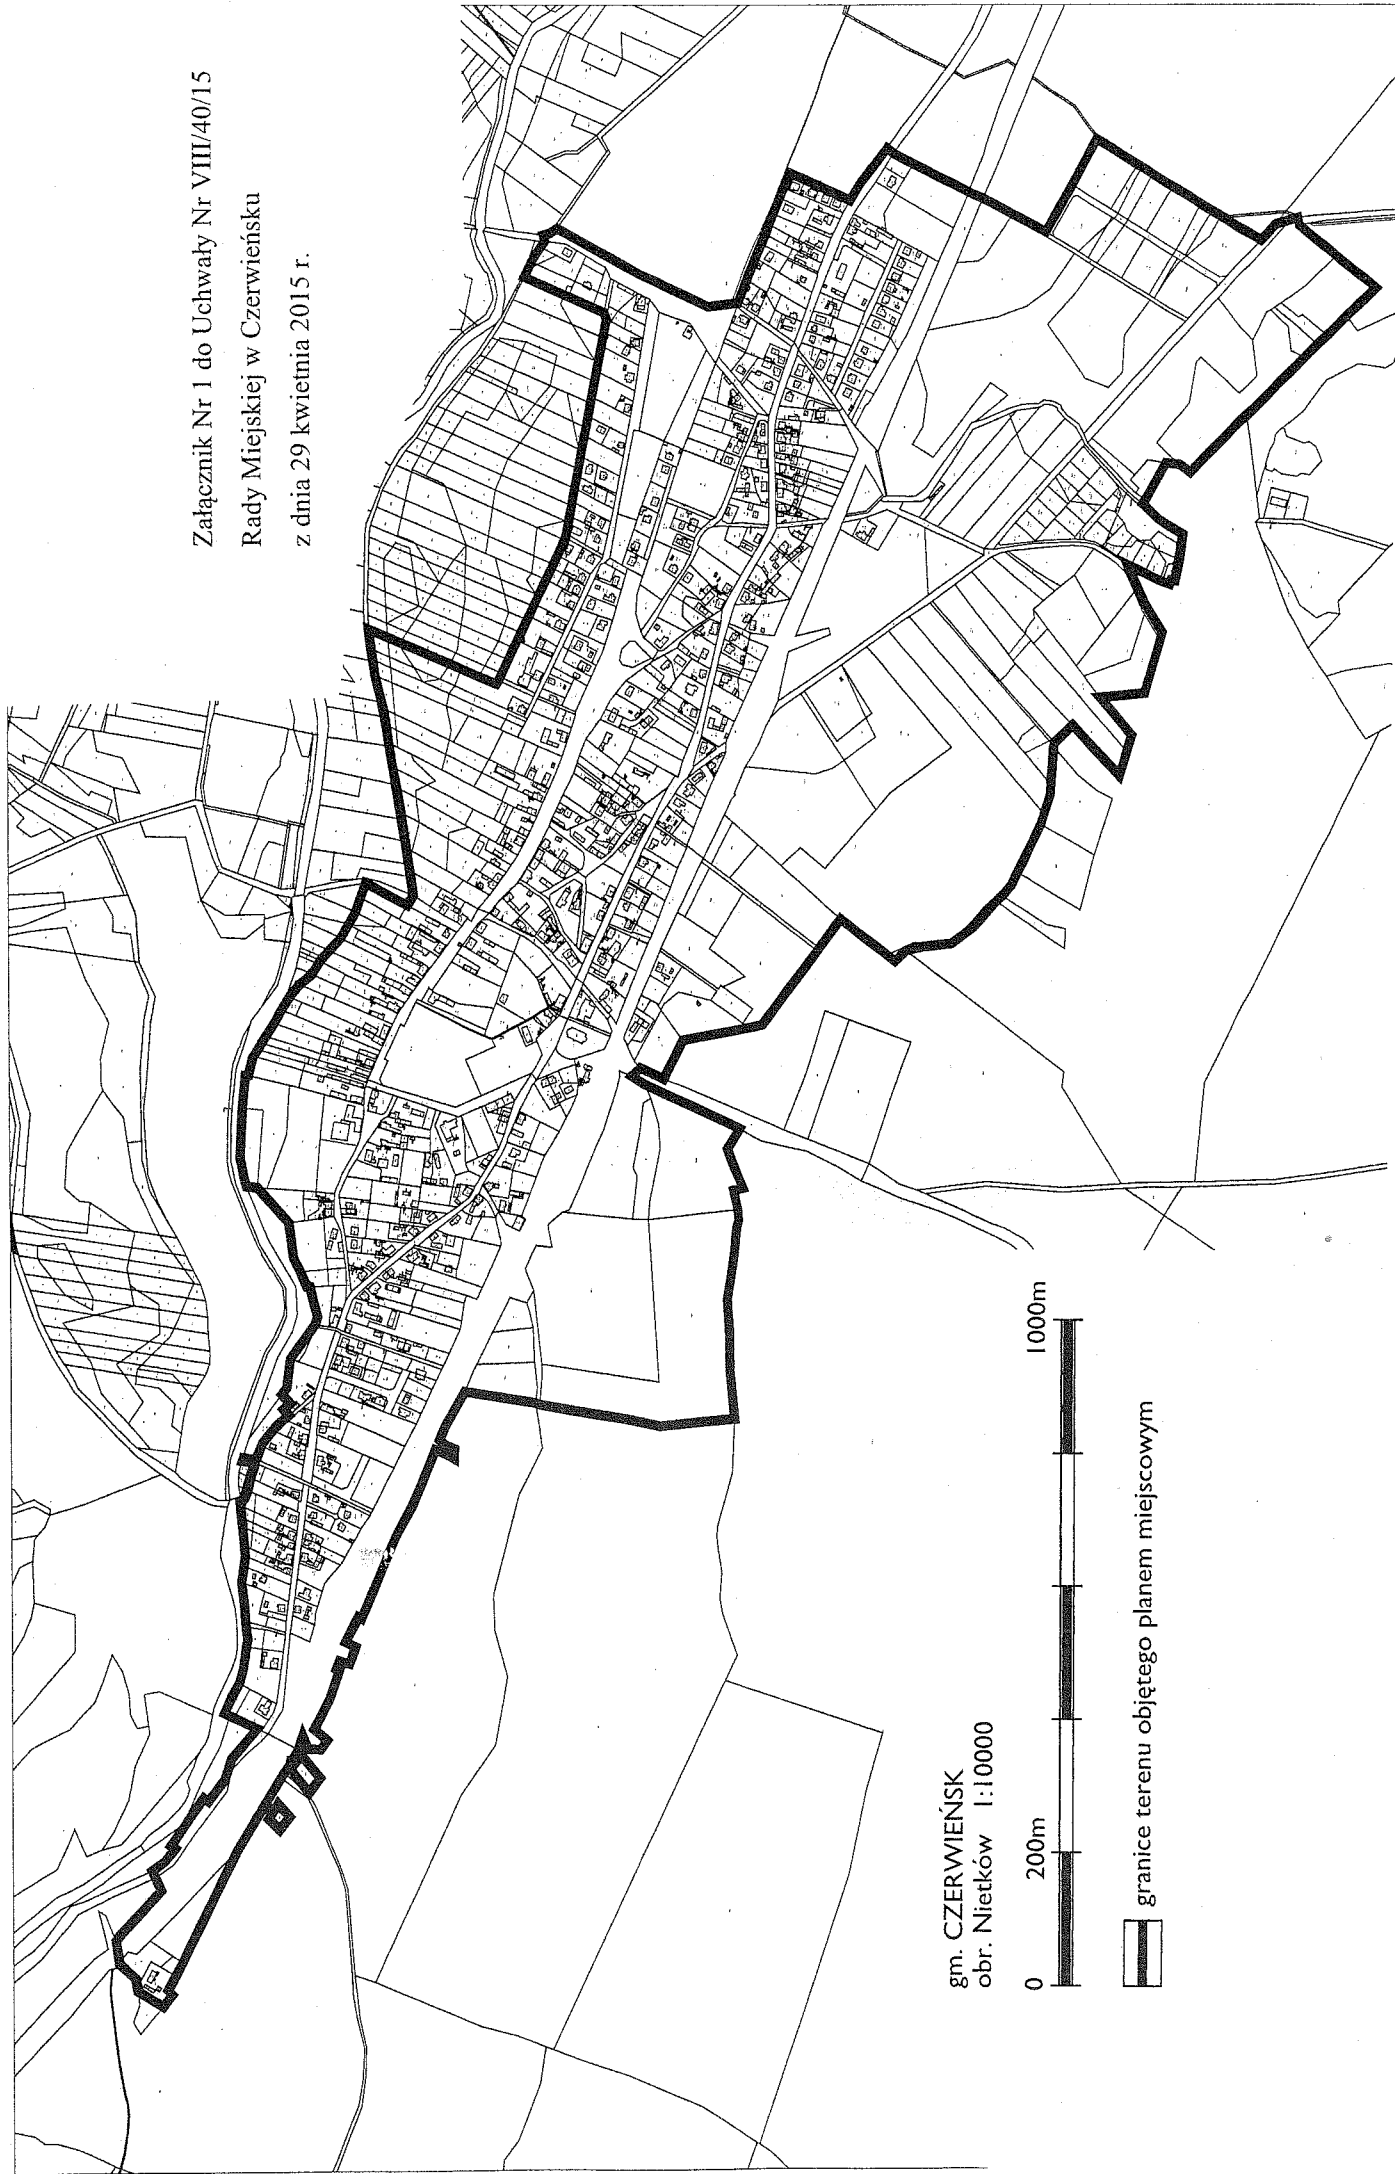 Załącznik Nr 1 do Uchwały Nr VIII/40/15
Rady Miejskiej w Czerwieńsku
z dnia 29 kwietnia 2015 r.
gm. CZERWIEŃSK
obr. Nietków 1:10000
0 200m 1000m
granice terenu objętego planem miejscowym